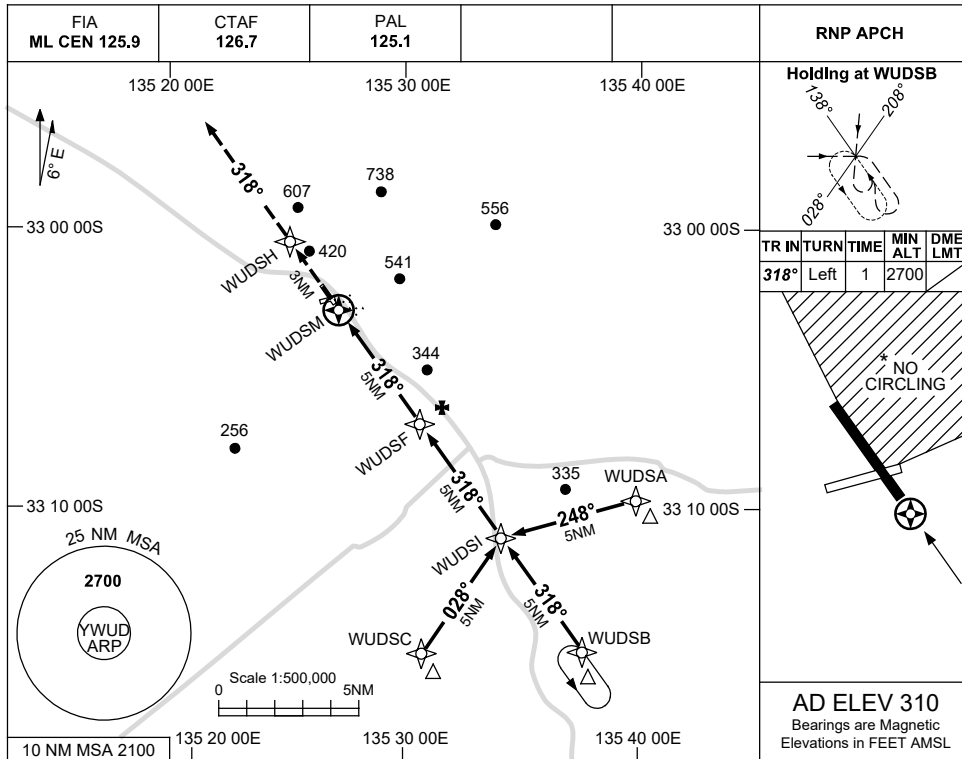 FIA
ML CEN 125.9
CTAF
126.7
PAL
125.1
RNP APCH
135 20 00E
135 30 00E
135 40 00E
Holding at WUDSB
138°
208°
028°
6° E
318°
607
738
556
33 00 00S
33 00 00S
WUDSH
420
3NM
541
TR IN TURN TIME MIN ALT DME LMT
318° Left 1 2700
WUDSM
344
318°
5NM
* NO
CIRCLING
256
WUDSF
318°
5NM
335
WUDSA
33 10 00S
33 10 00S
248°
5NM
WUDSI
25 NM MSA
2700
YWUD
ARP
028°
5NM
318°
5NM
WUDSC
WUDSB
Scale 1:500,000
0
5NM
AD ELEV 310
Bearings are Magnetic
Elevations in FEET AMSL
10 NM MSA 2100
135 20 00E
135 30 00E
135 40 00E